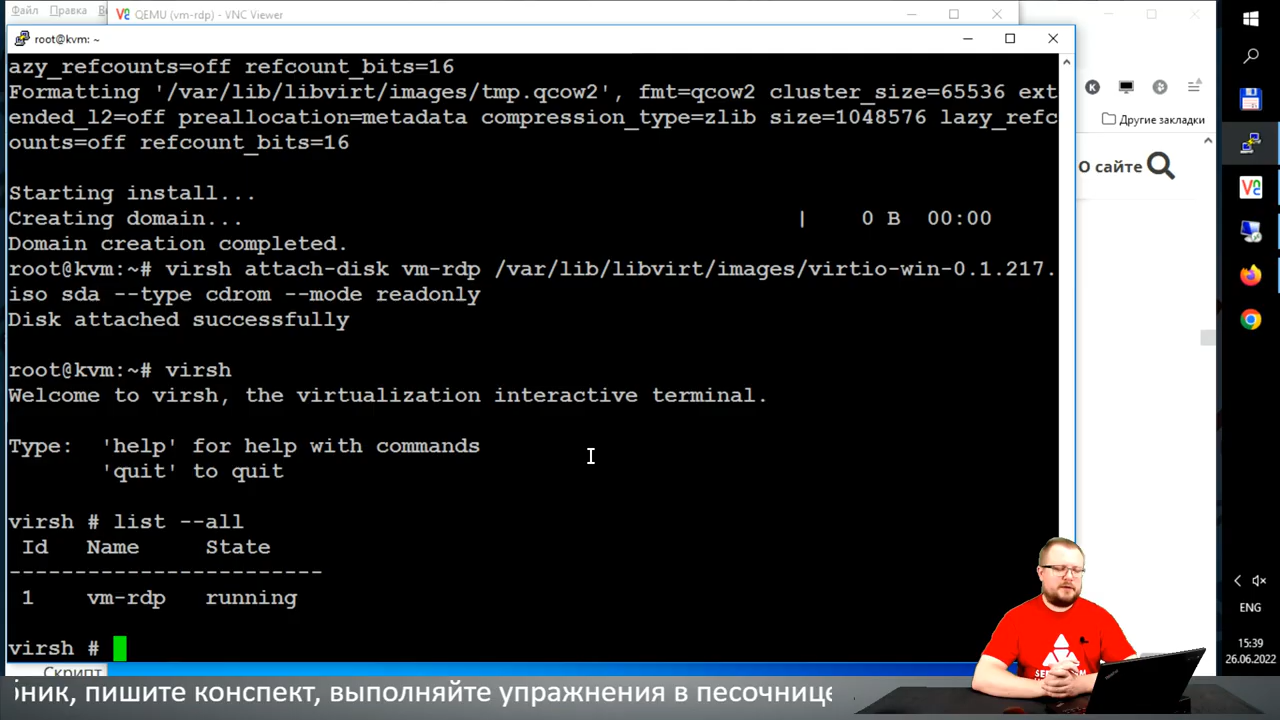 Файл Правка
QEMU (vm-rdp) - VNC Viewer
root@kvm: ~
azy_refcounts=off refcount_bits=16
Formatting '/var/lib/libvirt/images/tmp.qcow2', fmt=qcow2 cluster_size=65536 ext
ended_l2=off preallocation=metadata compression_type=zlib size=1048576 lazy_refc
ounts=off refcount_bits=16
Starting install...
Creating domain... | 0 B 00:00
Domain creation completed.
root@kvm:~# virsh attach-disk vm-rdp /var/lib/libvirt/images/virtio-win-0.1.217.
iso sda --type cdrom --mode readonly
Disk attached successfully
root@kvm:~# virsh
Welcome to virsh, the virtualization interactive terminal.
Type: 'help' for help with commands
'quit' to quit
virsh # list --all
Id Name State
-----------------------
1 vm-rdp running
virsh #
Другие закладки
О сайте
ENG
15:39
26.06.2022
Скрипт
пишите конспект, выполняйте упражнения в песочнице